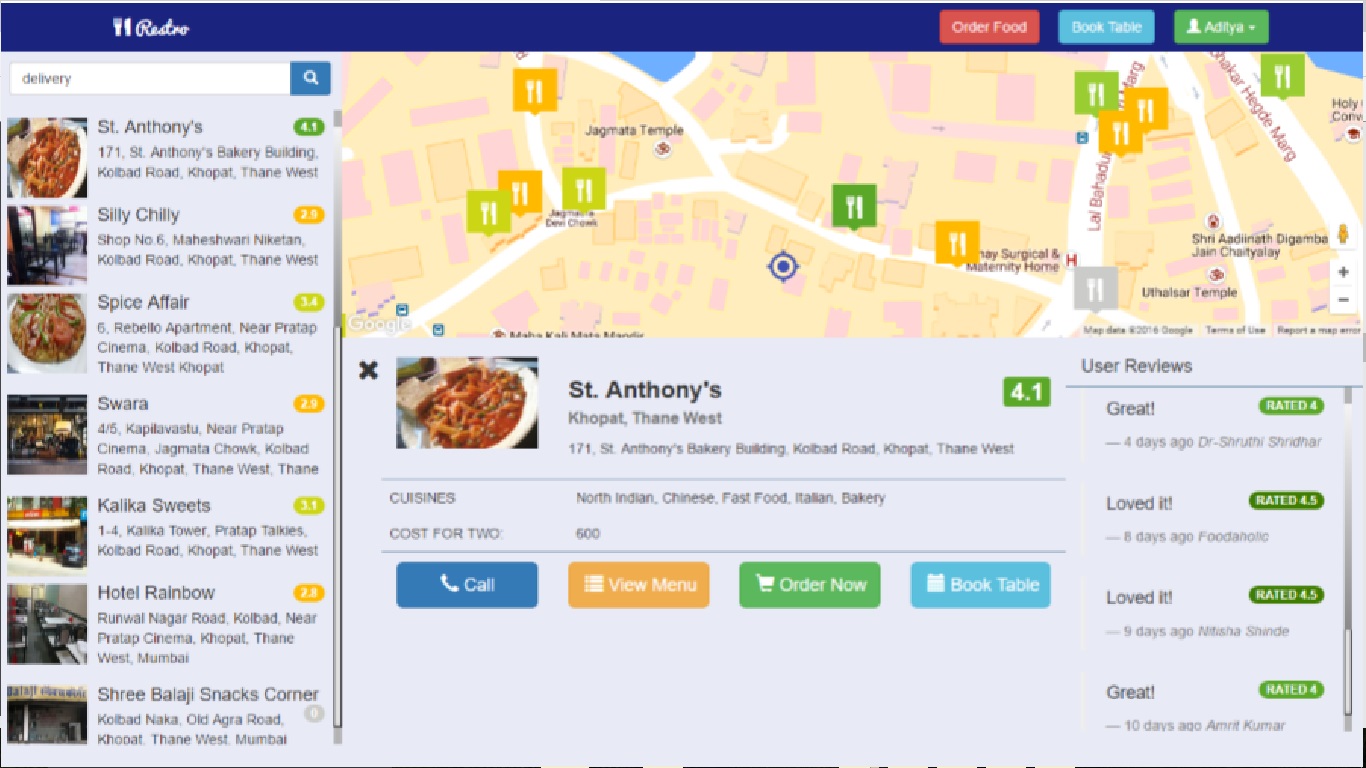 Restro
Order Food
Book Table
Aditya
delivery
St. Anthony's
4.1
171, St. Anthony's Bakery Building,
Kolbad Road, Khopat, Thane West
Silly Chilly
2.9
Shop No.6, Maheshwari Niketan,
Kolbad Road, Khopat, Thane West
Spice Affair
3.4
6, Rebello Apartment, Near Pratap
Cinema, Kolbad Road, Khopat,
Thane West Khopat
Swara
2.9
4/5, Kapilavastu, Near Pratap
Cinema, Jagmata Chowk, Kolbad
Road, Khopat, Thane West, Thane
Kalika Sweets
3.1
1-4, Kalika Tower, Pratap Talkies,
Kolbad Road, Khopat, Thane West
Hotel Rainbow
2.8
Runwal Nagar Road, Kolbad, Near
Pratap Cinema, Khopat, Thane
West, Mumbai
Shree Balaji Snacks Corner
0
Kolbad Naka, Old Agra Road,
Khopat, Thane West, Mumbai
Jagmata Temple
Jagmata
Devi Chowk
Marg
Lal Bahadu
hakar Hegde Marg
Holy
Conv
Shri Aadiinath Digamba
Jain Chaityalay
nay Surgical &
Maternity Home
H
Uthalsar Temple
+
−
Google
Maha Kali Mata Mandir
Map data ©2016 Google
Terms of Use
Report a map error
St. Anthony's
4.1
Khopat, Thane West
171, St. Anthony's Bakery Building, Kolbad Road, Khopat, Thane West
CUISINES
North Indian, Chinese, Fast Food, Italian, Bakery
COST FOR TWO:
600
Call
View Menu
Order Now
Book Table
User Reviews
Great!
RATED 4
— 4 days ago Dr-Shruthi Shridhar
Loved it!
RATED 4.5
— 8 days ago Foodaholic
Loved it!
RATED 4.5
— 9 days ago Nitisha Shinde
Great!
RATED 4
— 10 days ago Amrit Kumar